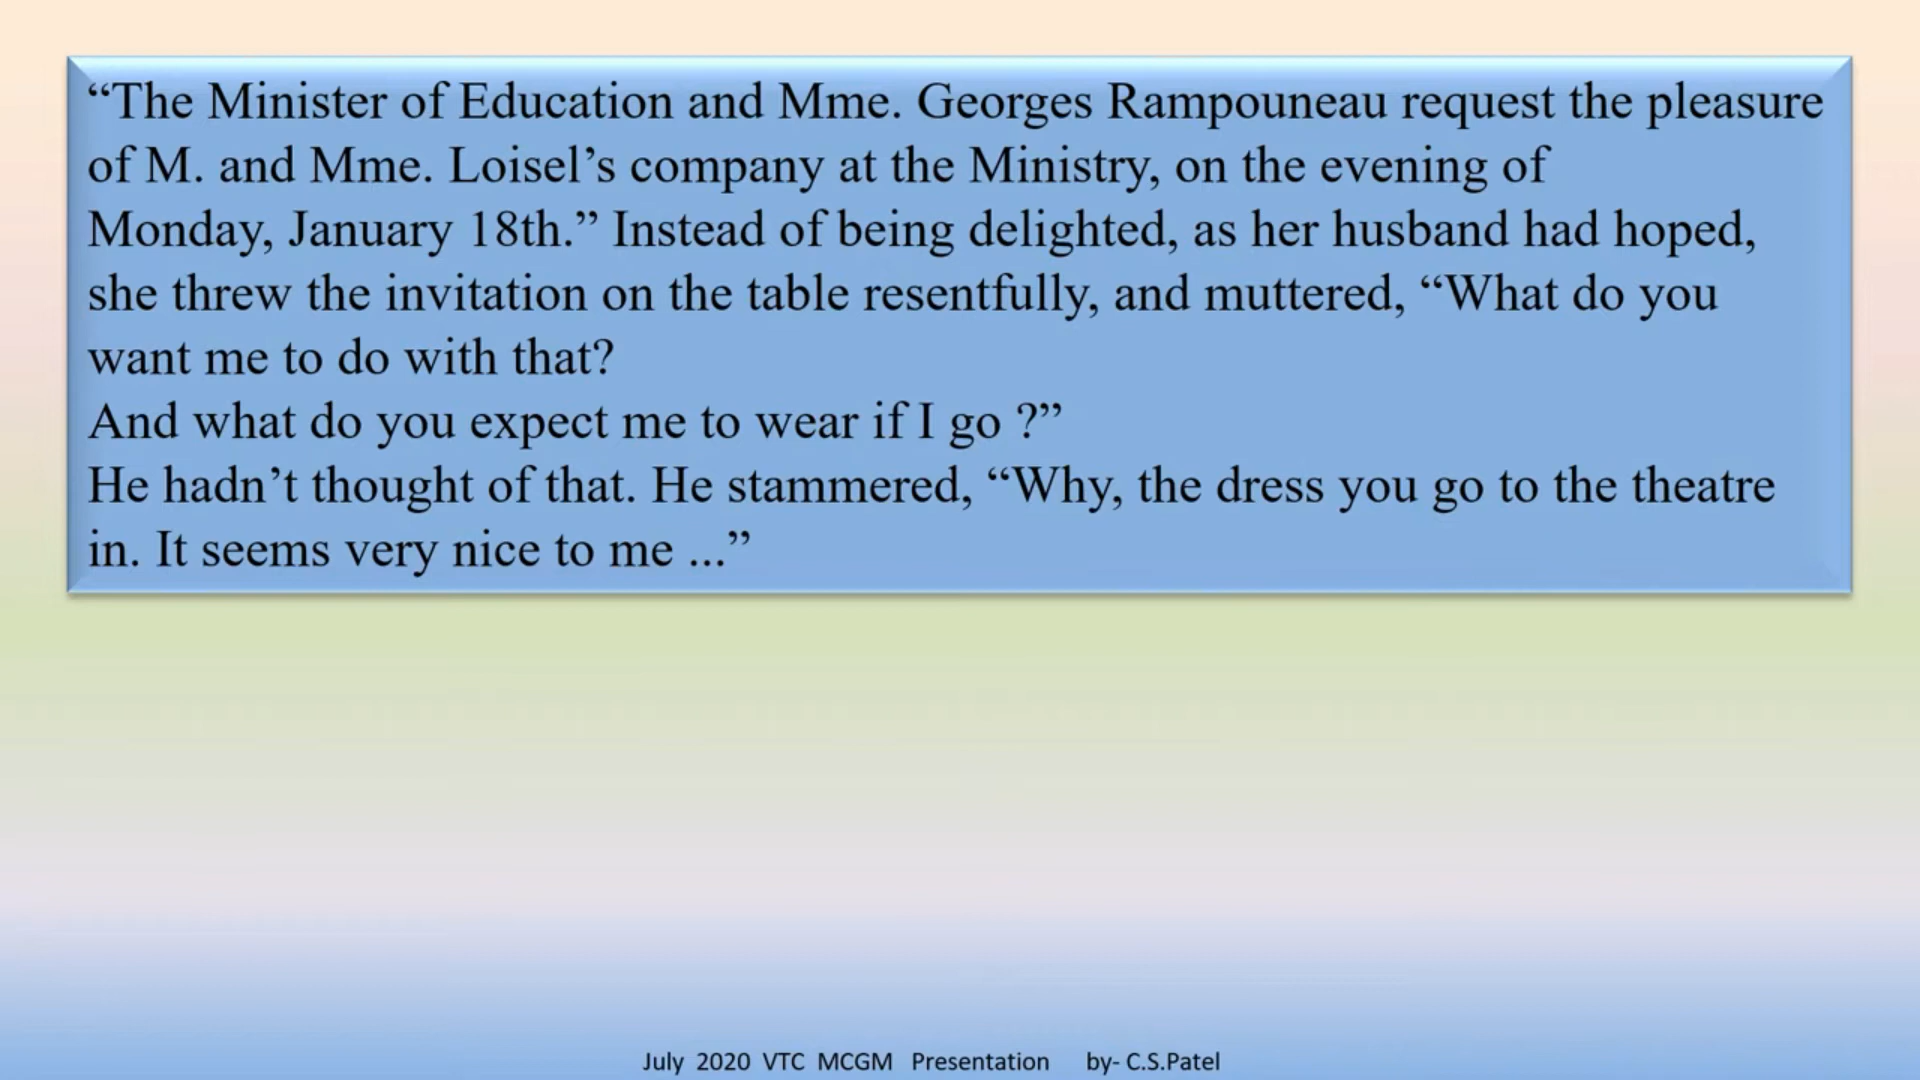 “The Minister of Education and Mme. Georges Rampouneau request the pleasure
of M. and Mme. Loisel’s company at the Ministry, on the evening of
Monday, January 18th.” Instead of being delighted, as her husband had hoped,
she threw the invitation on the table resentfully, and muttered, “What do you
want me to do with that?
And what do you expect me to wear if I go ?”
He hadn’t thought of that. He stammered, “Why, the dress you go to the theatre
in. It seems very nice to me ...”
July 2020 VTC MCGM Presentation by- C.S.Patel